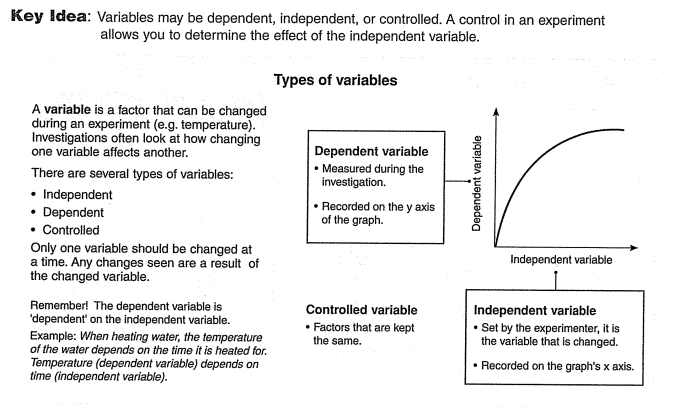 Key Idea: Variables may be dependent, independent, or controlled. A control in an experiment
allows you to determine the effect of the independent variable.
Types of variables
A variable is a factor that can be changed
during an experiment (e.g. temperature).
Investigations often look at how changing
one variable affects another.
There are several types of variables:
• Independent
• Dependent
• Controlled
Only one variable should be changed at
a time. Any changes seen are a result of
the changed variable.
Remember! The dependent variable is
'dependent' on the independent variable.
Example: When heating water, the temperature
of the water depends on the time it is heated for.
Temperature (dependent variable) depends on
time (independent variable).
Dependent variable
• Measured during the
investigation.
• Recorded on the y axis
of the graph.
Dependent variable
Independent variable
Controlled variable
• Factors that are kept
the same.
Independent variable
• Set by the experimenter, it is
the variable that is changed.
• Recorded on the graph's x axis.